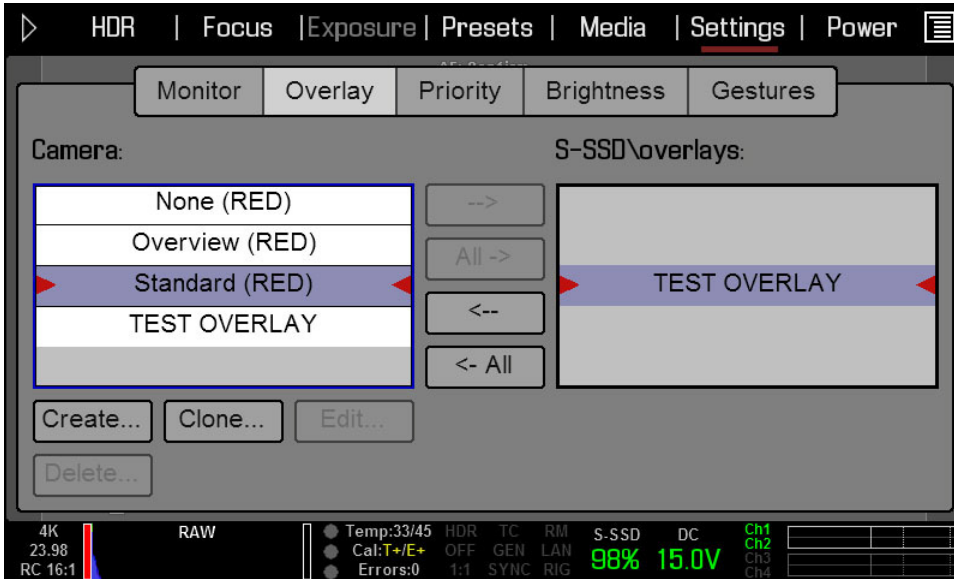 HDR | Focus | Exposure | Presets | Media | Settings | Power
Monitor Overlay Priority Brightness Gestures
Camera: S-SSD\overlays:
None (RED)
Overview (RED)
Standard (RED)
TEST OVERLAY
-->
All ->
<--
<- All
TEST OVERLAY
Create... Clone... Edit...
Delete...
4K
23.98
RC 16:1
RAW
Temp:33/45
Cal:T+/E+
Errors:0
HDR TC RM
OFF GEN LAN
1:1 SYNC RIG
S-SSD
98%
DC
15.0V
Ch1
Ch2
Ch3
Ch4